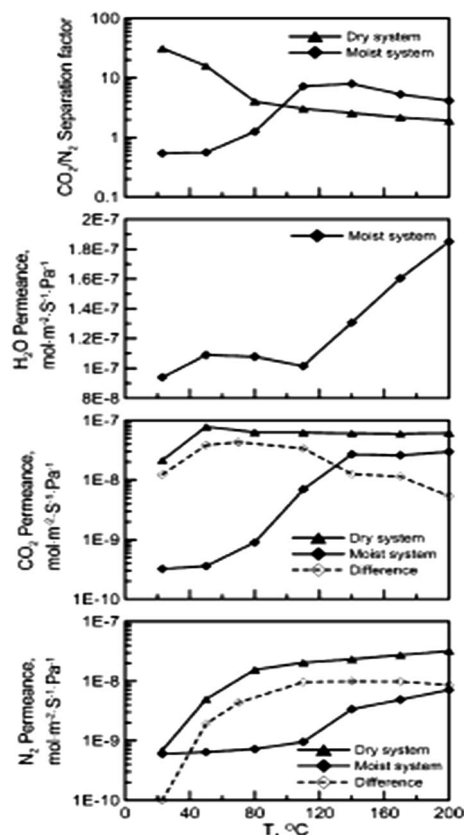 CO₂/N₂ Separation factor
100
10
1
0.1
Dry system
Moist system
H₂O Permeance,
mol·m⁻²·S⁻¹·Pa⁻¹
2E-7
1.8E-7
1.6E-7
1.4E-7
1.2E-7
1E-7
8E-8
Moist system
CO₂ Permeance,
mol·m⁻²·S⁻¹·Pa⁻¹
1E-7
1E-8
1E-9
1E-10
Dry system
Moist system
Difference
N₂ Permeance,
mol·m⁻²·S⁻¹·Pa⁻¹
1E-7
1E-8
1E-9
1E-10
Dry system
Moist system
Difference
0 40 80 120 160 200
T, °C